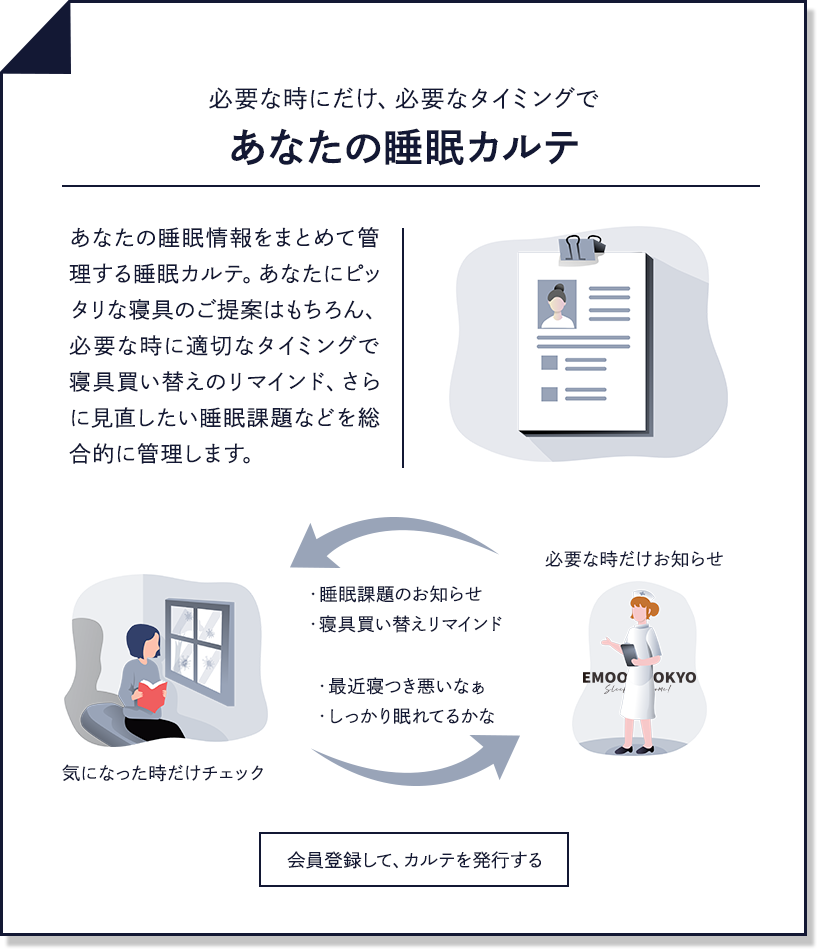 必要な時にだけ、必要なタイミングで
あなたの睡眠カルテ
あなたの睡眠情報をまとめて管
理する睡眠カルテ。あなたにピッ
タリな寝具のご提案はもちろん、
必要な時に適切なタイミングで
寝具買い替えのリマインド、さら
に見直したい睡眠課題などを総
合的に管理します。
必要な時だけお知らせ
・睡眠課題のお知らせ
・寝具買い替えリマインド
・最近寝つき悪いなぁ
・しっかり眠れてるかな
EMOO OKYO
気になった時だけチェック
会員登録して、カルテを発行する